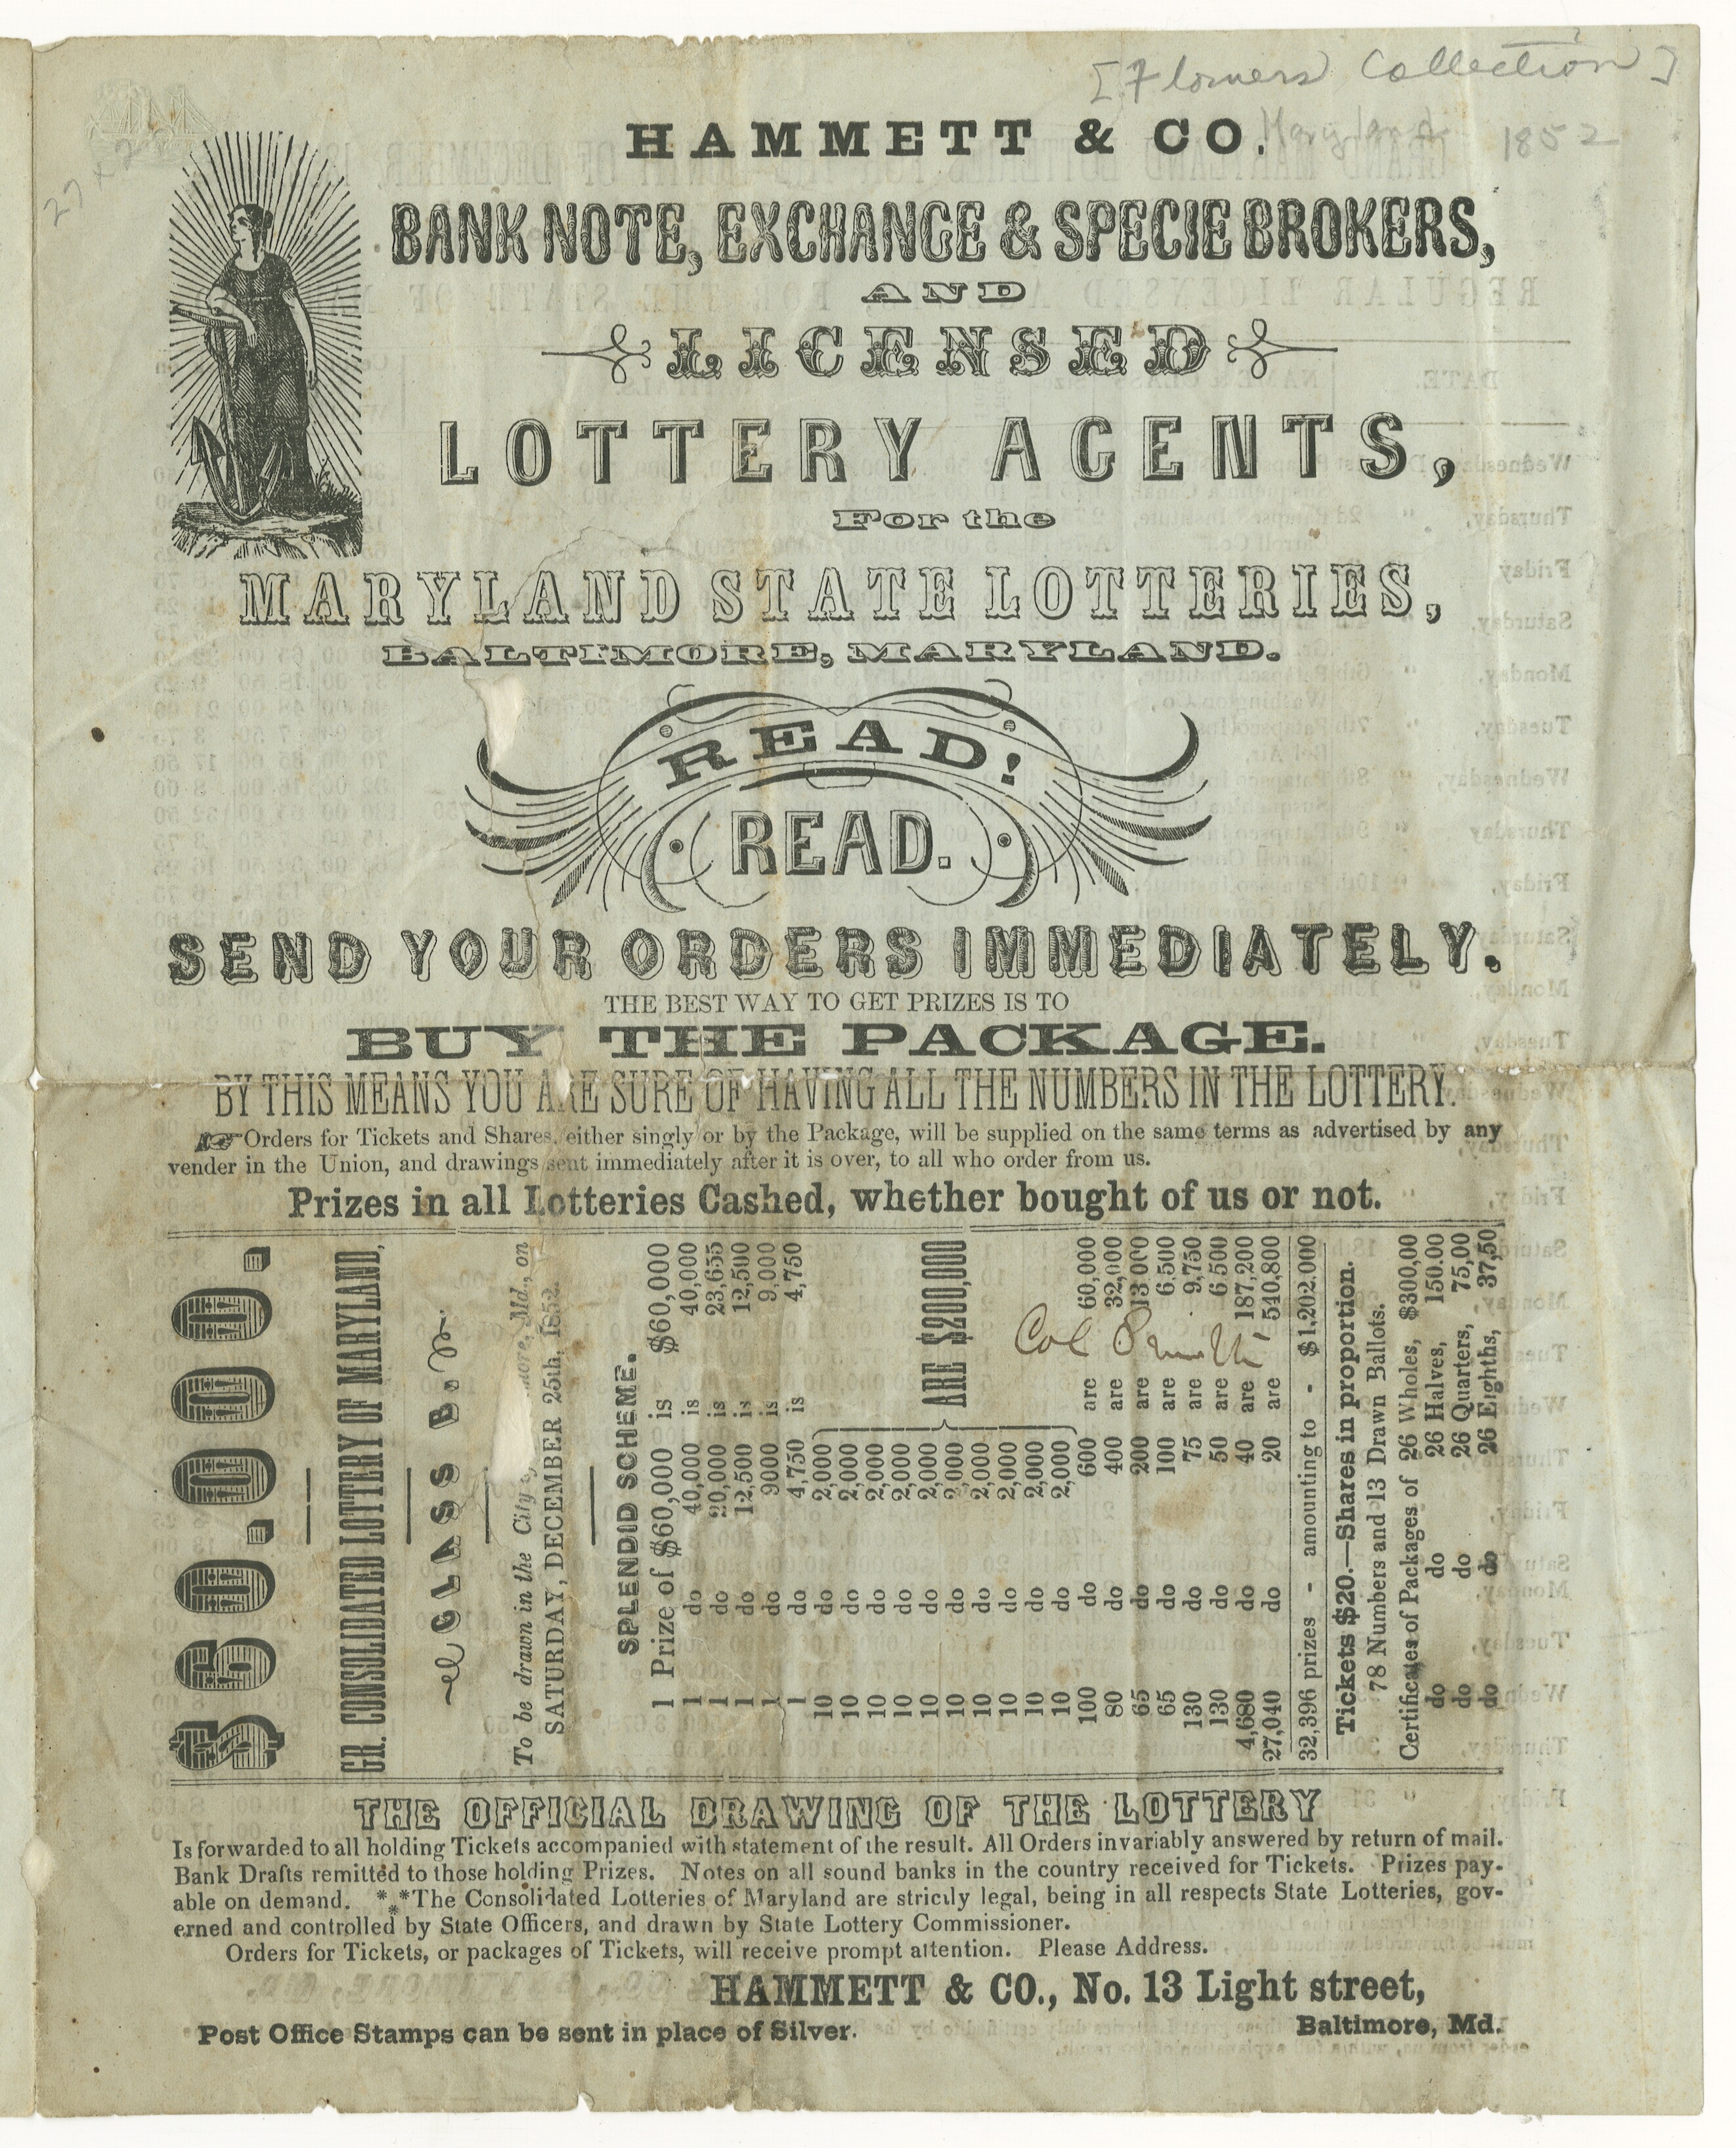 [Flowers Collection]
Maryland 1852
27 x 2
HAMMETT & CO.
BANK NOTE, EXCHANGE & SPECIE BROKERS,
AND
LICENSED
LOTTERY AGENTS,
For the
MARYLAND STATE LOTTERIES,
BALTIMORE, MARYLAND.
READ!
READ.
SEND YOUR ORDERS IMMEDIATELY.
THE BEST WAY TO GET PRIZES IS TO
BUY THE PACKAGE.
BY THIS MEANS YOU ARE SURE OF HAVING ALL THE NUMBERS IN THE LOTTERY.
☞Orders for Tickets and Shares, either singly or by the Package, will be supplied on the same terms as advertised by any
vender in the Union, and drawings sent immediately after it is over, to all who order from us.
Prizes in all Lotteries Cashed, whether bought of us or not.
$60,000.
GR. CONSOLIDATED LOTTERY OF MARYLAND,
CLASS B.
To be drawn in the City more, Md., on
SATURDAY, DECEMBER 25th, 1852.
SPLENDID SCHEME.
1 Prize of $60,000 is $60,000
1 do 40,000 is 40,000
1 do 20,000 is 23,655
1 do 12,500 is 12,500
1 do 9000 is 9,000
1 do 4,750 is 4,750
10 do 2,000
10 do 2,000
10 do 2,000
10 do 2,000
10 do 2,000
10 do 2,000
10 do 2,000
10 do 2,000
10 do 2,000
10 do 2,000
ARE $200,000
100 do 600 are 60,000
80 do 400 are 32,000
65 do 200 are 13,000
65 do 100 are 6,500
130 do 75 are 9,750
130 do 50 are 6,500
4,680 do 40 are 187,200
27,040 do 20 are 540,800
32,396 prizes - amounting to - $1,202,000
Tickets $20.—Shares in proportion.
78 Numbers and 13 Drawn Ballots.
Certificates of Packages of 26 Wholes, $300,00
do do 26 Halves, 150,00
do do 26 Quarters, 75,00
do do 26 Eighths, 37,50
THE OFFICIAL DRAWING OF THE LOTTERY
Is forwarded to all holding Tickets accompanied with statement of the result. All Orders invariably answered by return of mail.
Bank Drafts remitted to those holding Prizes. Notes on all sound banks in the country received for Tickets. Prizes pay-
able on demand. *⁎*The Consolidated Lotteries of Maryland are strictly legal, being in all respects State Lotteries, gov-
erned and controlled by State Officers, and drawn by State Lottery Commissioner.
Orders for Tickets, or packages of Tickets, will receive prompt attention. Please Address.
HAMMETT & CO., No. 13 Light street,
Post Office Stamps can be sent in place of Silver. Baltimore, Md.